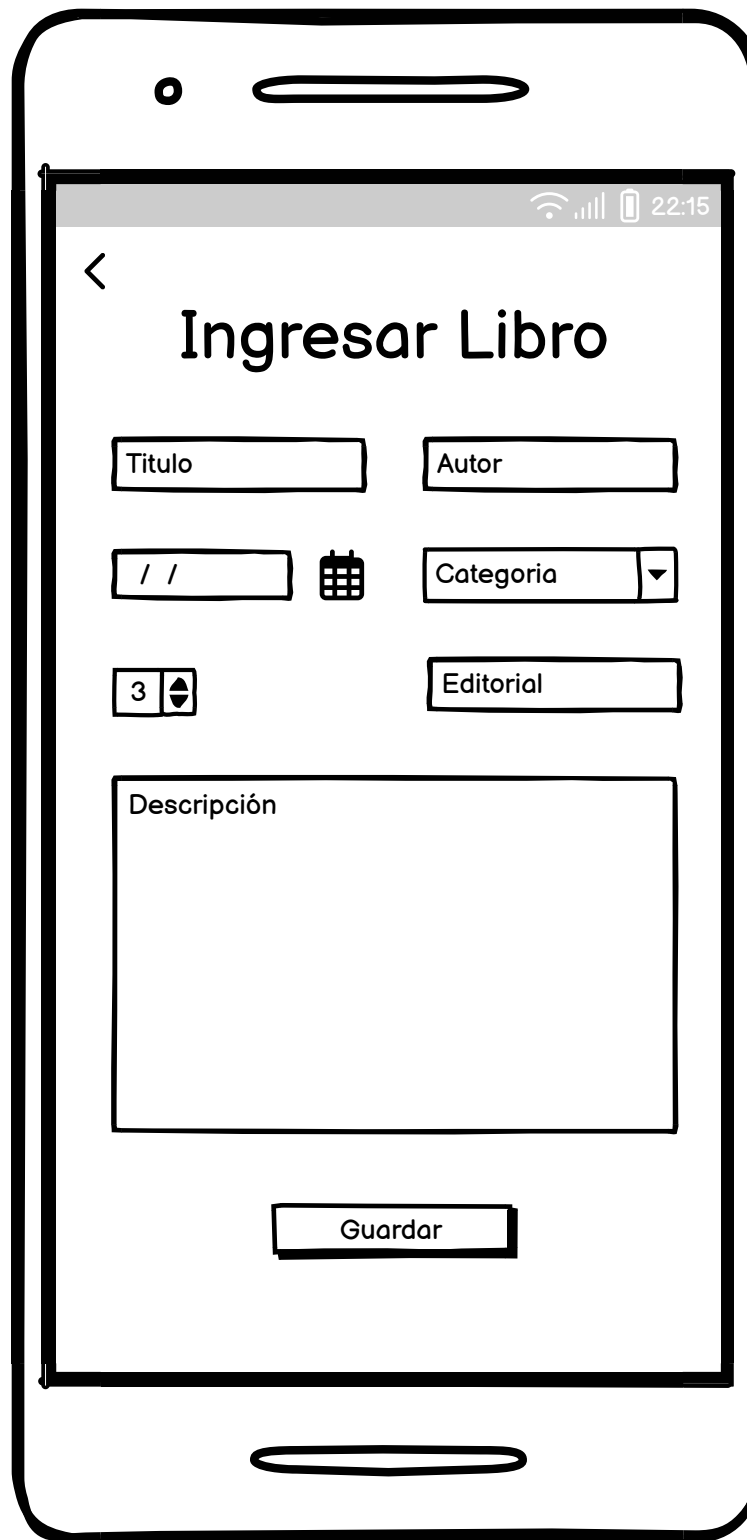 22:15
Ingresar Libro
Titulo
Autor
/ /
Categoria
3
Editorial
Descripción
Guardar